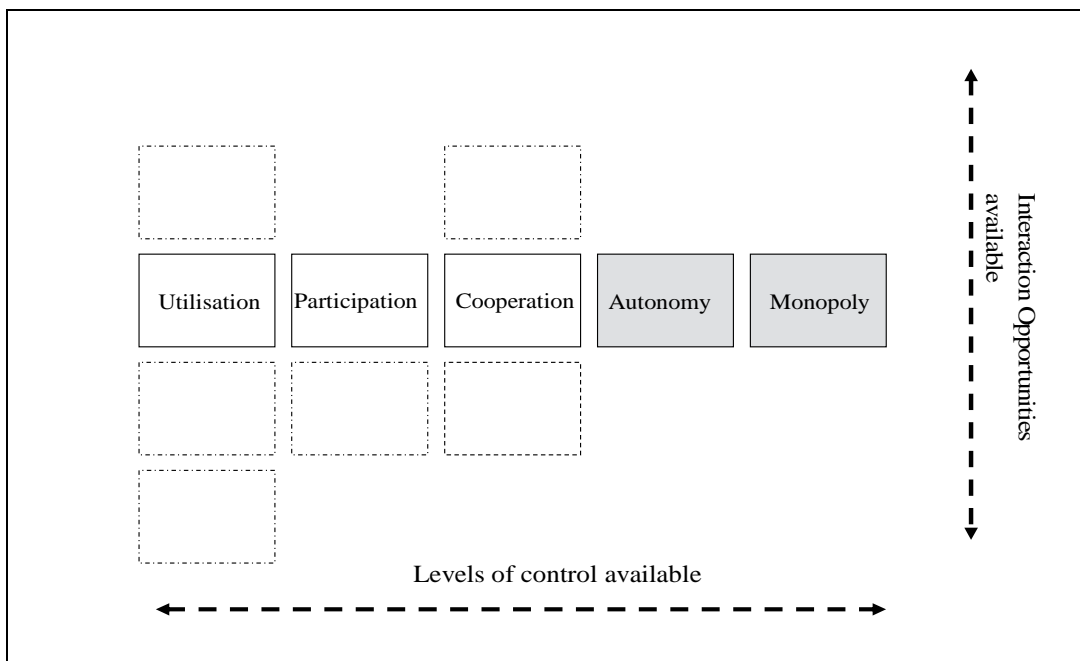 Utilisation
Participation
Cooperation
Autonomy
Monopoly
Interaction Opportunities
available
Levels of control available